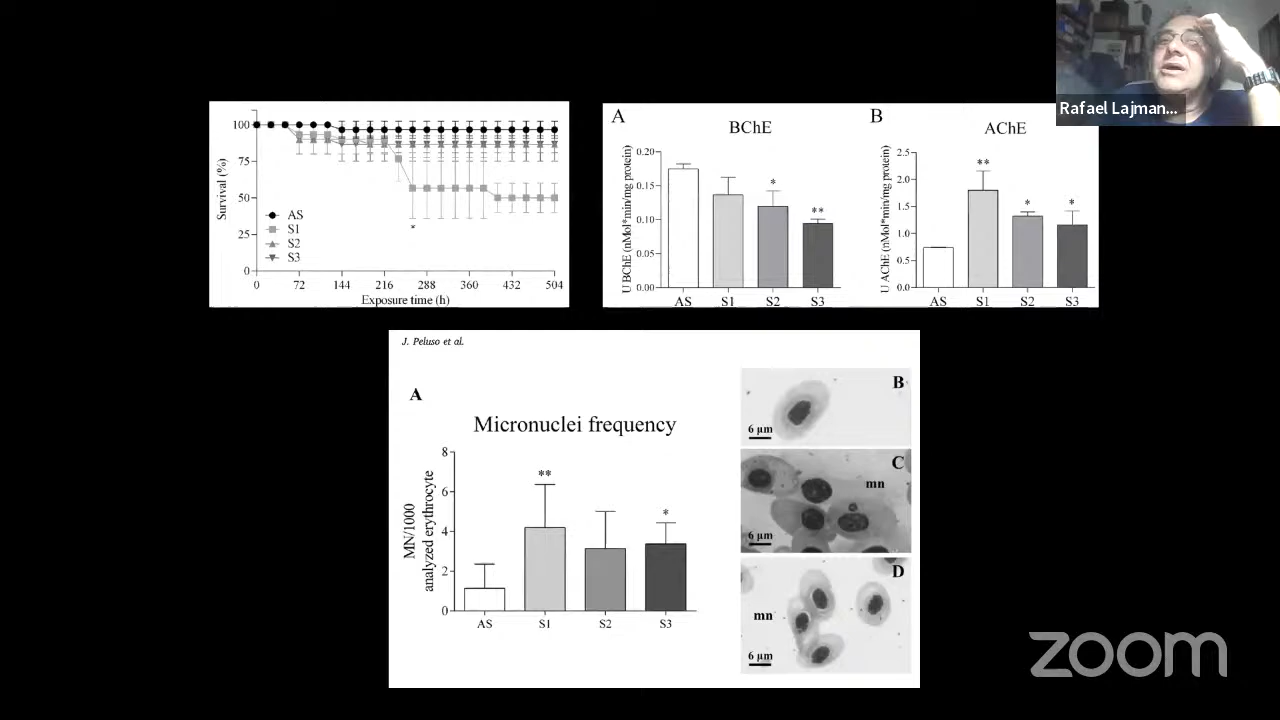 Rafael Lajman...
100
75
50
25
0
Survival (%)
AS
S1
S2
S3
*
0 72 144 216 288 360 432 504
Exposure time (h)
A
BChE
U BChE (nMol*min/mg protein)
0.20
0.15
0.10
0.05
0.00
*
**
AS S1 S2 S3
B
AChE
U AChE (nMol*min/mg protein)
2.5
2.0
1.5
1.0
0.5
0.0
**
*
*
AS S1 S2 S3
J. Peluso et al.
A
Micronuclei frequency
MN/1000
analyzed erythrocyte
8
6
4
2
0
**
*
AS S1 S2 S3
B
6 µm
C
mn
6 µm
D
mn
6 µm
zoom